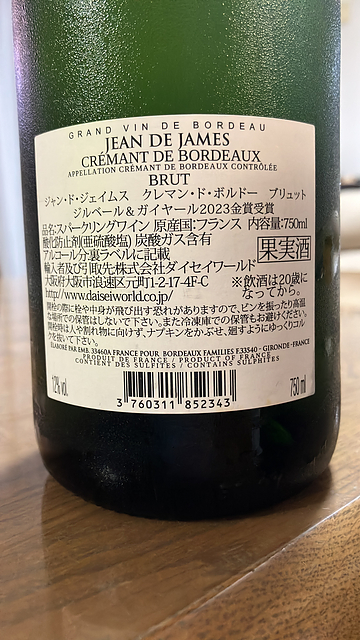 GRAND VIN DE BORDEAU
JEAN DE JAMES
CRÉMANT DE BORDEAUX
APPELLATION CRÉMANT DE BORDEAUX CONTRÔLÉE
BRUT
ジャン・ド・ジェイムス クレマン・ド・ボルドー ブリュット
ジルベール&ガイヤール2023金賞受賞
品名:スパークリングワイン 原産国:フランス 内容量:750ml
酸化防止剤(亜硫酸塩) 炭酸ガス含有
アルコール分裏ラベルに記載
果実酒
輸入者及び引取先株式会社ダイセイワールド
大阪府大阪市浪速区元町1-2-17-4F-C
※飲酒は20歳になってから。
http://www.daiseiworld.co.jp/
開栓の際に栓や中身が飛び出す恐れがありますので、ビンを振ったり高温
な場所での保管はしないで下さい。また冷凍庫での保管もお避けください。
開栓時は人や割れ物に向けず、ナプキンをかぶせ、廻すようにゆっくりコル
クを抜いて下さい。
ÉLABORÉ PAR EMB. 33460A FRANCE POUR BORDEAUX FAMILIES F33540 - GIRONDE - FRANCE
PRODUIT DE FRANCE / PRODUCT OF FRANCE
CONTIENT DES SULFITES / CONTAINS SULPHITES
12% vol.
750 ml
3 760311 852343